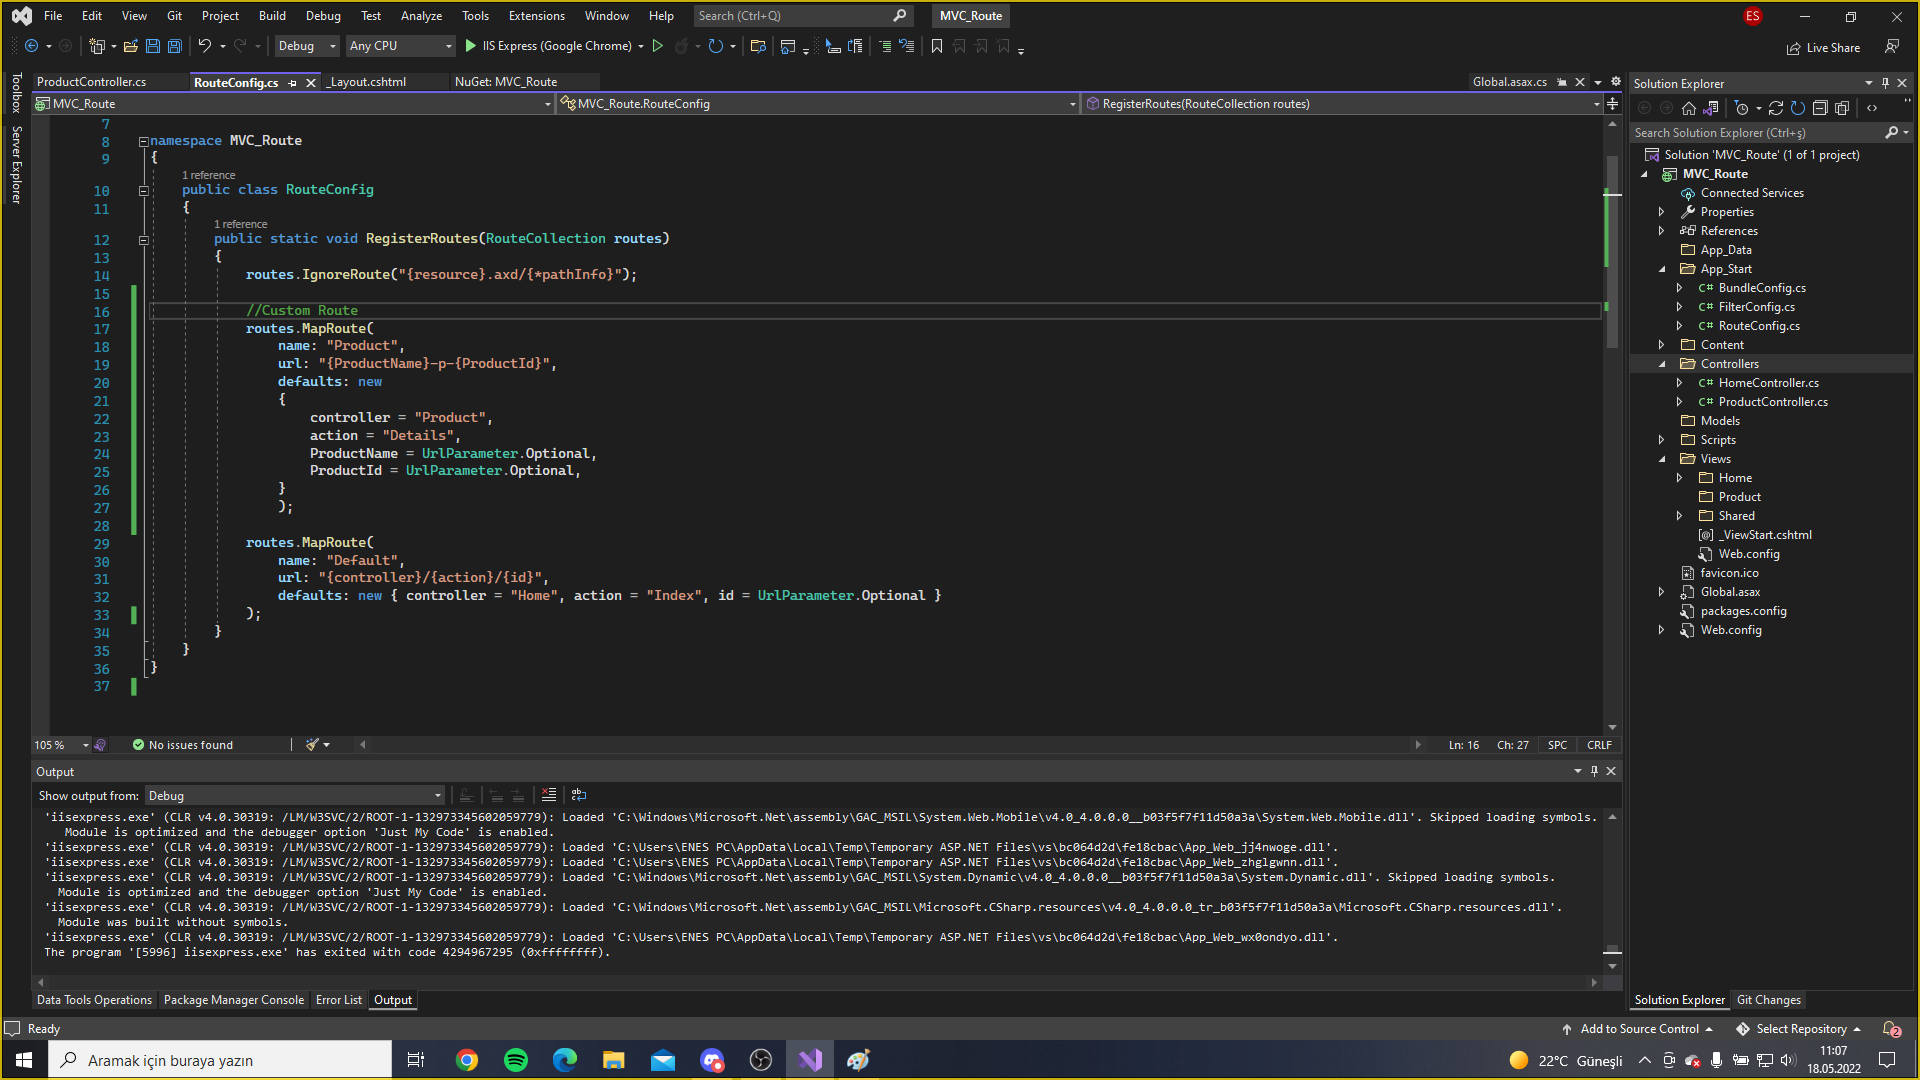 File Edit View Git Project Build Debug Test Analyze Tools Extensions Window Help Search (Ctrl+Q) MVC_Route ES
Debug Any CPU IIS Express (Google Chrome) Live Share
Toolbox
Server Explorer
ProductController.cs RouteConfig.cs _Layout.cshtml NuGet: MVC_Route Global.asax.cs
MVC_Route MVC_Route.RouteConfig RegisterRoutes(RouteCollection routes)
7
8 namespace MVC_Route
9 {
1 reference
10 public class RouteConfig
11 {
1 reference
12 public static void RegisterRoutes(RouteCollection routes)
13 {
14 routes.IgnoreRoute("{resource}.axd/{*pathInfo}");
15
16 //Custom Route
17 routes.MapRoute(
18 name: "Product",
19 url: "{ProductName}-p-{ProductId}",
20 defaults: new
21 {
22 controller = "Product",
23 action = "Details",
24 ProductName = UrlParameter.Optional,
25 ProductId = UrlParameter.Optional,
26 }
27 );
28
29 routes.MapRoute(
30 name: "Default",
31 url: "{controller}/{action}/{id}",
32 defaults: new { controller = "Home", action = "Index", id = UrlParameter.Optional }
33 );
34 }
35 }
36 }
37
105 % No issues found Ln: 16 Ch: 27 SPC CRLF
Output
Show output from: Debug
'iisexpress.exe' (CLR v4.0.30319: /LM/W3SVC/2/ROOT-1-132973345602059779): Loaded 'C:\Windows\Microsoft.Net\assembly\GAC_MSIL\System.Web.Mobile\v4.0_4.0.0.0__b03f5f7f11d50a3a\System.Web.Mobile.dll'. Skipped loading symbols.
Module is optimized and the debugger option 'Just My Code' is enabled.
'iisexpress.exe' (CLR v4.0.30319: /LM/W3SVC/2/ROOT-1-132973345602059779): Loaded 'C:\Users\ENES PC\AppData\Local\Temp\Temporary ASP.NET Files\vs\bc064d2d\fe18cbac\App_Web_jj4nwoge.dll'.
'iisexpress.exe' (CLR v4.0.30319: /LM/W3SVC/2/ROOT-1-132973345602059779): Loaded 'C:\Users\ENES PC\AppData\Local\Temp\Temporary ASP.NET Files\vs\bc064d2d\fe18cbac\App_Web_zhglgwnn.dll'.
'iisexpress.exe' (CLR v4.0.30319: /LM/W3SVC/2/ROOT-1-132973345602059779): Loaded 'C:\Windows\Microsoft.Net\assembly\GAC_MSIL\System.Dynamic\v4.0_4.0.0.0__b03f5f7f11d50a3a\System.Dynamic.dll'. Skipped loading symbols.
Module is optimized and the debugger option 'Just My Code' is enabled.
'iisexpress.exe' (CLR v4.0.30319: /LM/W3SVC/2/ROOT-1-132973345602059779): Loaded 'C:\Windows\Microsoft.Net\assembly\GAC_MSIL\Microsoft.CSharp.resources\v4.0_4.0.0.0_tr_b03f5f7f11d50a3a\Microsoft.CSharp.resources.dll'.
Module was built without symbols.
'iisexpress.exe' (CLR v4.0.30319: /LM/W3SVC/2/ROOT-1-132973345602059779): Loaded 'C:\Users\ENES PC\AppData\Local\Temp\Temporary ASP.NET Files\vs\bc064d2d\fe18cbac\App_Web_wx0ondyo.dll'.
The program '[5996] iisexpress.exe' has exited with code 4294967295 (0xffffffff).
Data Tools Operations Package Manager Console Error List Output
Solution Explorer
Search Solution Explorer (Ctrl+ş)
Solution 'MVC_Route' (1 of 1 project)
MVC_Route
Connected Services
Properties
References
App_Data
App_Start
C# BundleConfig.cs
C# FilterConfig.cs
C# RouteConfig.cs
Content
Controllers
C# HomeController.cs
C# ProductController.cs
Models
Scripts
Views
Home
Product
Shared
[@] _ViewStart.cshtml
Web.config
favicon.ico
Global.asax
packages.config
Web.config
Solution Explorer Git Changes
Ready Add to Source Control Select Repository 2
Aramak için buraya yazın 22°C Güneşli 11:07
18.05.2022